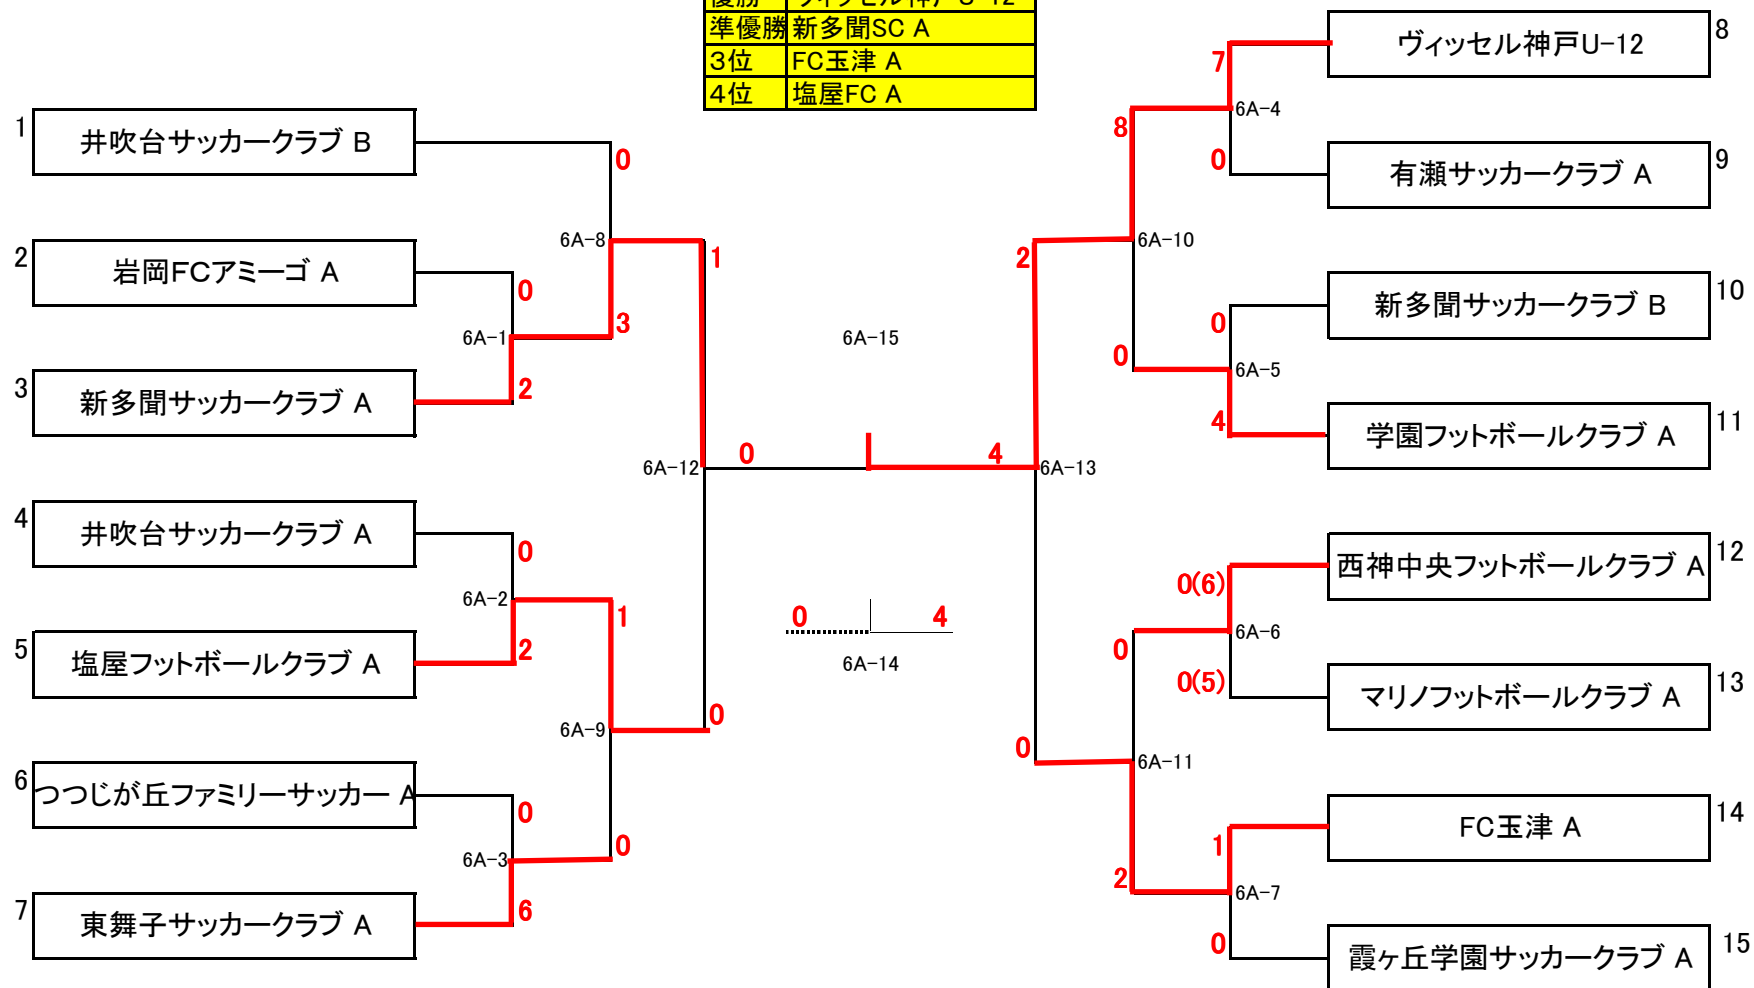 優勝 ヴィッセル神戸U-12
準優勝 新多聞SC A
3位 FC玉津 A
4位 塩屋FC A
1 井吹台サッカークラブ B
0
6A-8
2 岩岡FCアミーゴ A
0
6A-1
3
3 新多聞サッカークラブ A
2
1
4 井吹台サッカークラブ A
0
6A-2
1
5 塩屋フットボールクラブ A
2
6A-9
0
6 つつじが丘ファミリーサッカー A
0
6A-3
0
7 東舞子サッカークラブ A
6
6A-12
0
6A-15
4
6A-13
0 4
6A-14
8 ヴィッセル神戸U-12
7
6A-4
8
9 有瀬サッカークラブ A
0
6A-10
2
10 新多聞サッカークラブ B
0
6A-5
0
11 学園フットボールクラブ A
4
12 西神中央フットボールクラブ A
0(6)
6A-6
0
13 マリノフットボールクラブ A
0(5)
6A-11
0
14 FC玉津 A
1
6A-7
2
15 霞ヶ丘学園サッカークラブ A
0